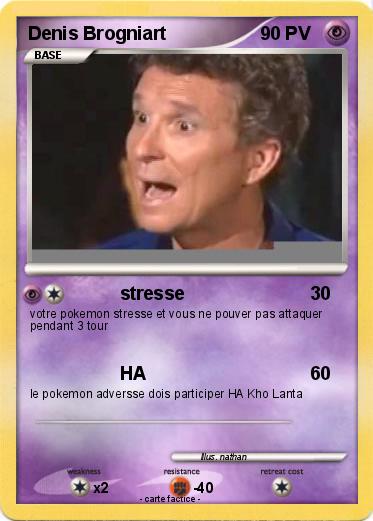 Denis Brogniart 90 PV
BASE
stresse 30
votre pokemon stresse et vous ne pouver pas attaquer
pendant 3 tour
HA 60
le pokemon adversse dois participer HA Kho Lanta
Illus. nathan
weakness resistance retreat cost
x2 -40
- carte factice -